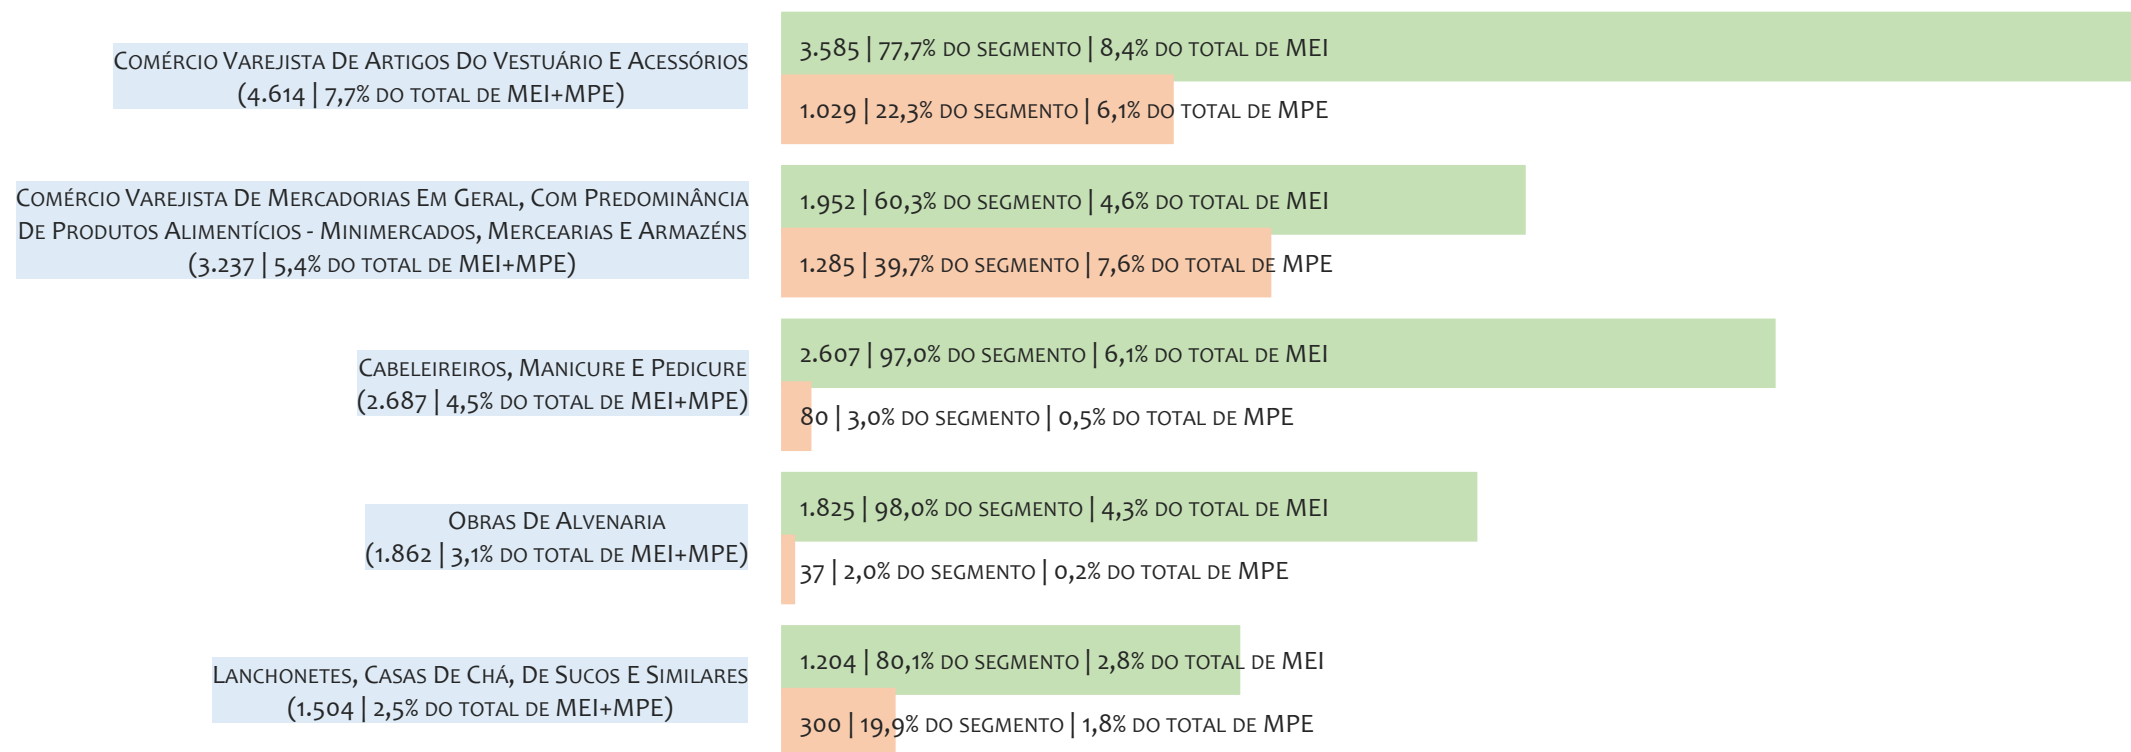 Comércio Varejista De Artigos Do Vestuário E Acessórios
(4.614 | 7,7% do total de MEI+MPE)
3.585 | 77,7% do segmento | 8,4% do total de MEI
1.029 | 22,3% do segmento | 6,1% do total de MPE
Comércio Varejista De Mercadorias Em Geral, Com Predominância
De Produtos Alimentícios - Minimercados, Mercearias E Armazéns
(3.237 | 5,4% do total de MEI+MPE)
1.952 | 60,3% do segmento | 4,6% do total de MEI
1.285 | 39,7% do segmento | 7,6% do total de MPE
Cabeleireiros, Manicure E Pedicure
(2.687 | 4,5% do total de MEI+MPE)
2.607 | 97,0% do segmento | 6,1% do total de MEI
80 | 3,0% do segmento | 0,5% do total de MPE
Obras De Alvenaria
(1.862 | 3,1% do total de MEI+MPE)
1.825 | 98,0% do segmento | 4,3% do total de MEI
37 | 2,0% do segmento | 0,2% do total de MPE
Lanchonetes, Casas De Chá, De Sucos E Similares
(1.504 | 2,5% do total de MEI+MPE)
1.204 | 80,1% do segmento | 2,8% do total de MEI
300 | 19,9% do segmento | 1,8% do total de MPE